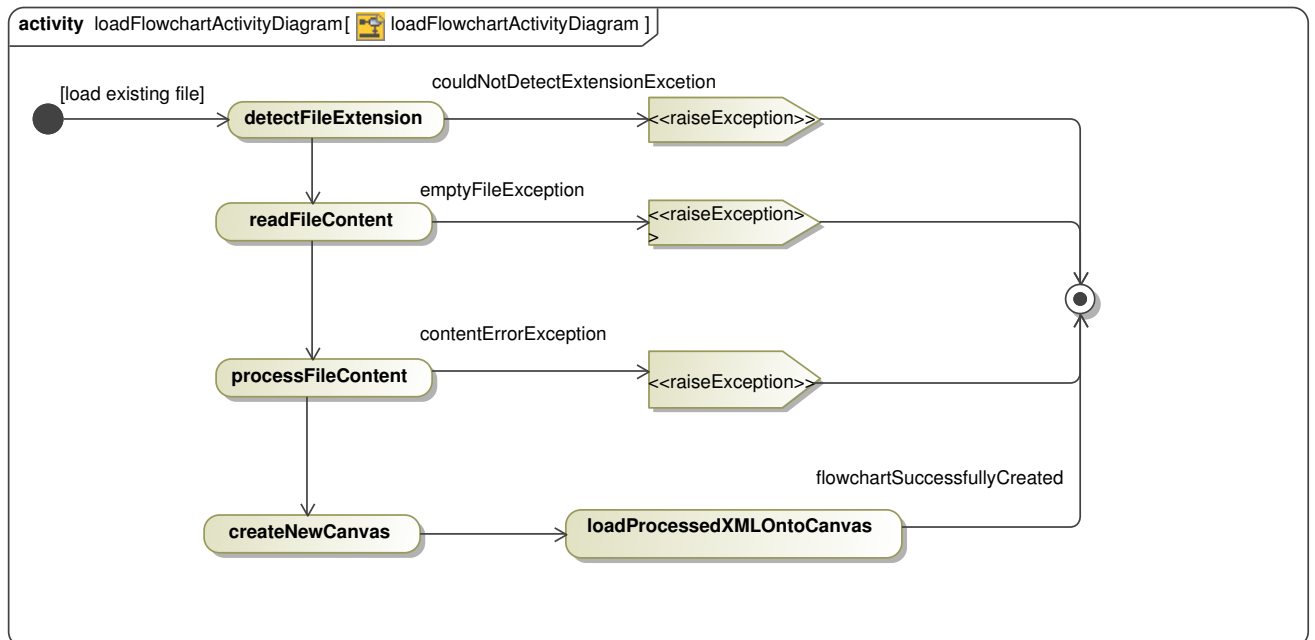 activity loadFlowchartActivityDiagram[ loadFlowchartActivityDiagram ]
couldNotDetectExtensionExcetion
[load existing file]
detectFileExtension
<<raiseException>>
emptyFileException
readFileContent
<<raiseException>
>
contentErrorException
processFileContent
<<raiseException>>
flowchartSuccessfullyCreated
createNewCanvas
loadProcessedXMLOntoCanvas